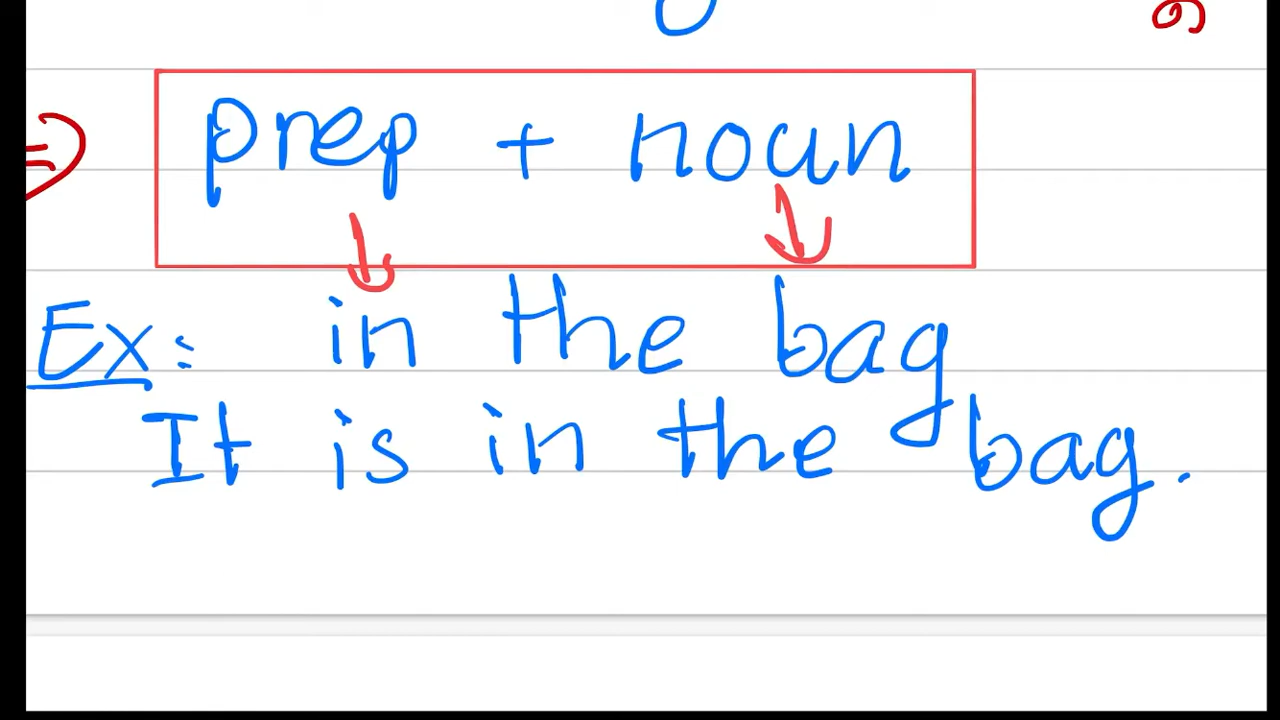 prep + noun
Ex: in the bag
It is in the bag.